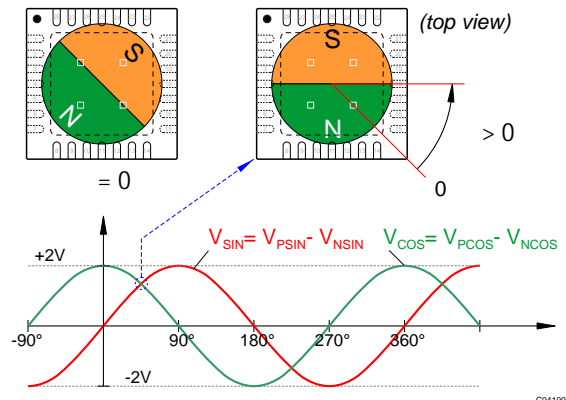 (top view)
S
N
S
N
= 0
> 0
0
V_SIN= V_PSIN - V_NSIN
V_COS= V_PCOS - V_NCOS
+2V
-90°
90°
180°
270°
360°
-2V